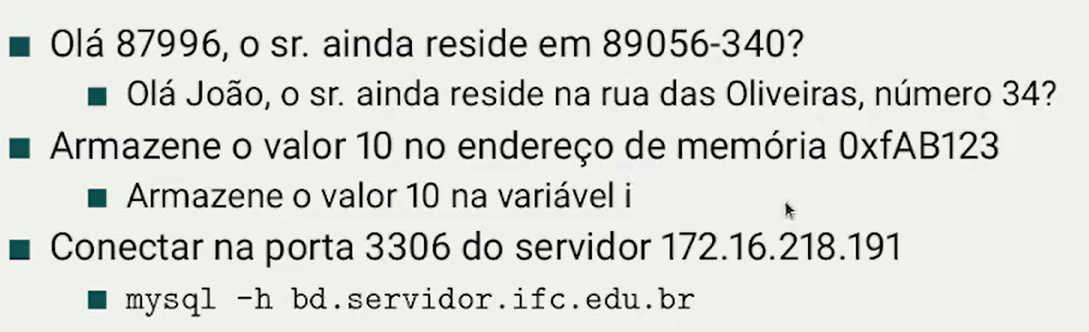 Olá 87996, o sr. ainda reside em 89056-340?
Olá João, o sr. ainda reside na rua das Oliveiras, número 34?
Armazene o valor 10 no endereço de memória 0xfAB123
Armazene o valor 10 na variável i
Conectar na porta 3306 do servidor 172.16.218.191
mysql -h bd.servidor.ifc.edu.br